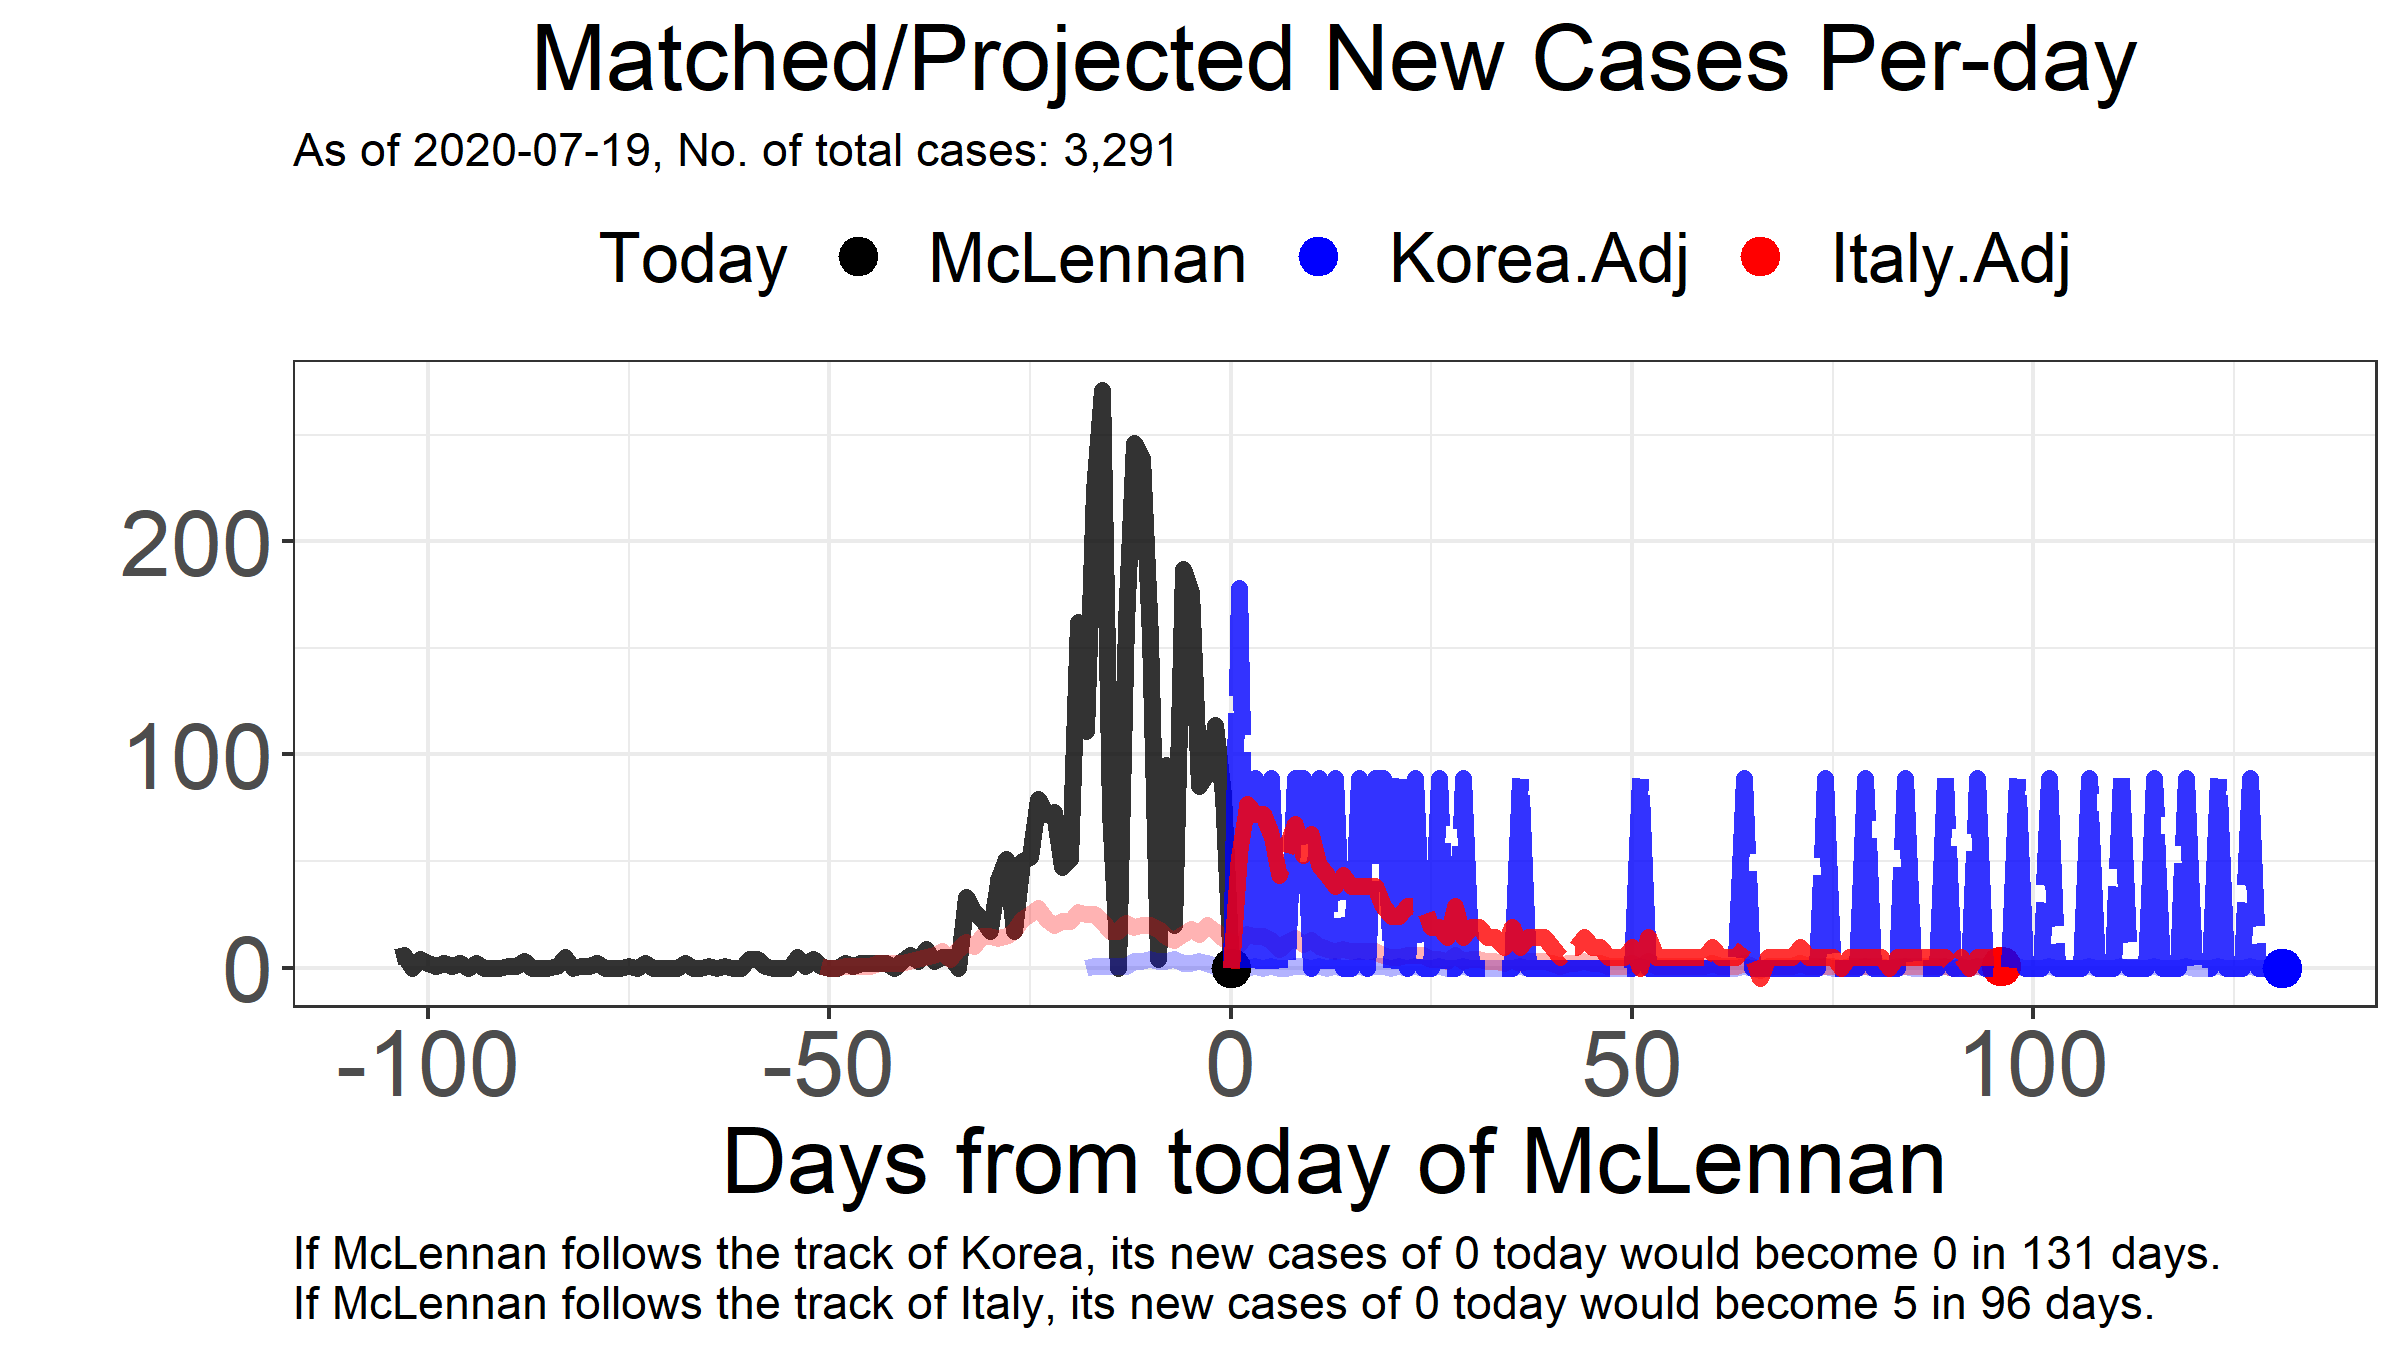 Matched/Projected New Cases Per-day
As of 2020-07-19, No. of total cases: 3,291
Today McLennan Korea.Adj Italy.Adj
200
100
0
-100 -50 0 50 100
Days from today of McLennan
If McLennan follows the track of Korea, its new cases of 0 today would become 0 in 131 days.
If McLennan follows the track of Italy, its new cases of 0 today would become 5 in 96 days.